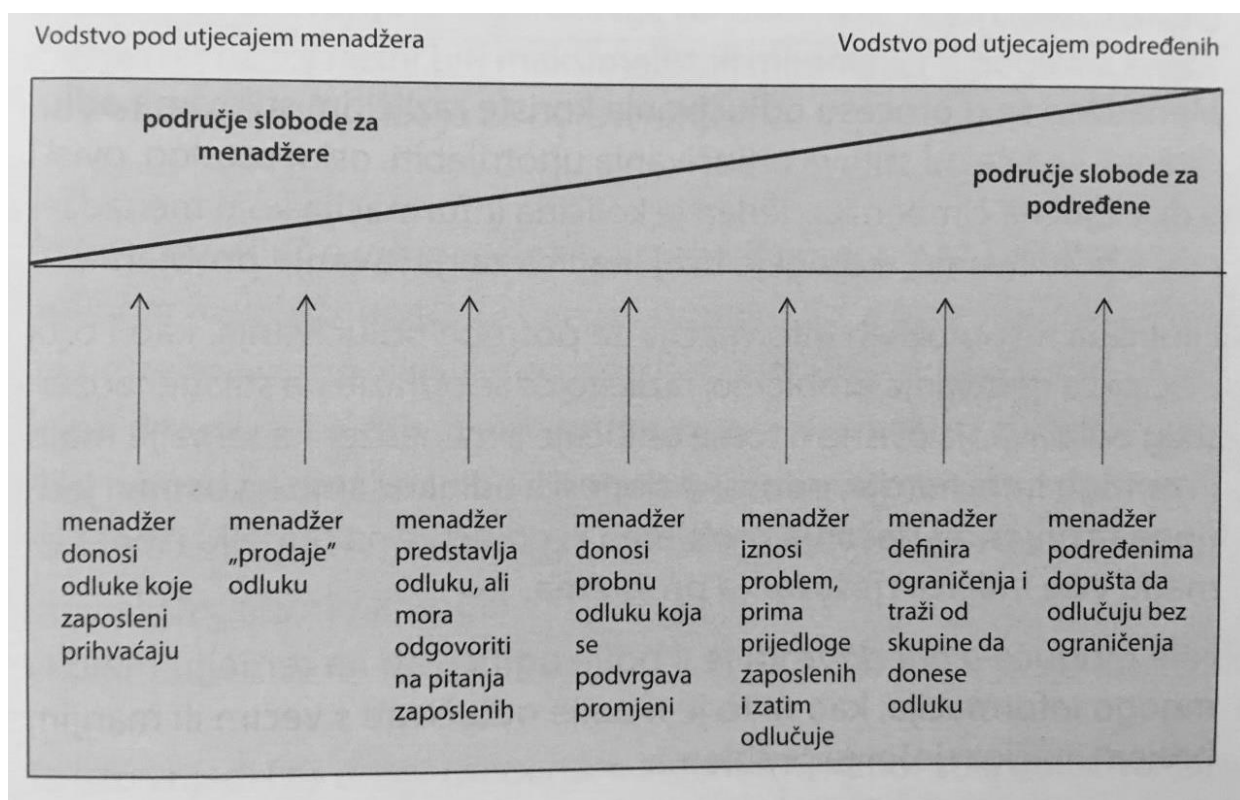 Vodstvo pod utjecajem menadžera
Vodstvo pod utjecajem podređenih
područje slobode za
menadžere
područje slobode za
podređene
menadžer
donosi
odluke koje
zaposleni
prihvaćaju
menadžer
„prodaje”
odluku
menadžer
predstavlja
odluku, ali
mora
odgovoriti
na pitanja
zaposlenih
menadžer
donosi
probnu
odluku koja
se
podvrgava
promjeni
menadžer
iznosi
problem,
prima
prijedloge
zaposlenih
i zatim
odlučuje
menadžer
definira
ograničenja i
traži od
skupine da
donese
odluku
menadžer
podređenima
dopušta da
odlučuju bez
ograničenja